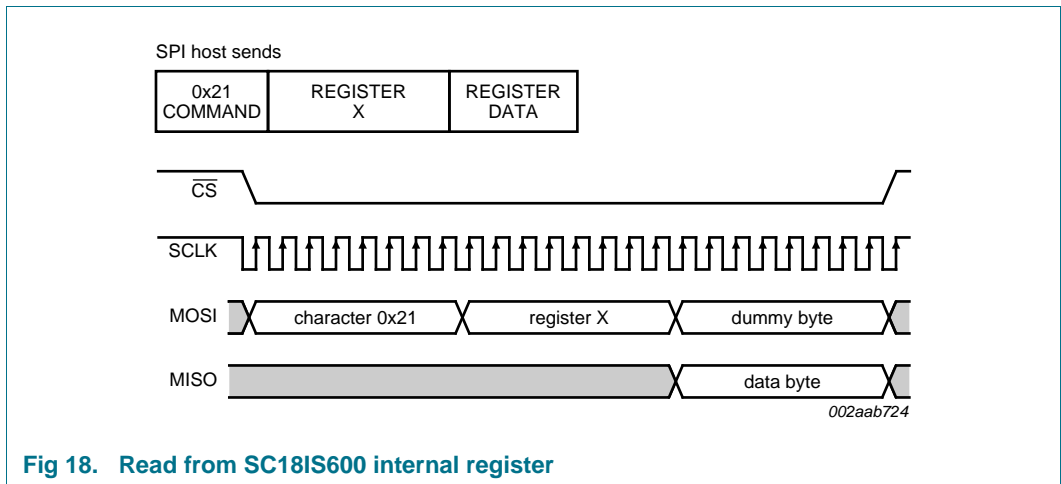 SPI host sends
0x21 COMMAND
REGISTER X
REGISTER DATA
CS
SCLK
MOSI
character 0x21
register X
dummy byte
MISO
data byte
002aab724
Fig 18. Read from SC18IS600 internal register